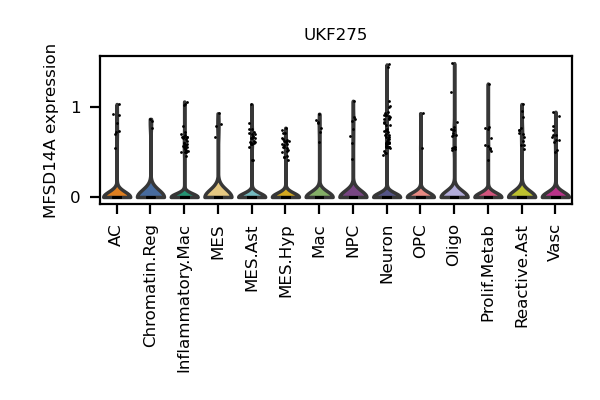 UKF275
MFSD14A expression
1
0
AC
Chromatin.Reg
Inflammatory.Mac
MES
MES.Ast
MES.Hyp
Mac
NPC
Neuron
OPC
Oligo
Prolif.Metab
Reactive.Ast
Vasc